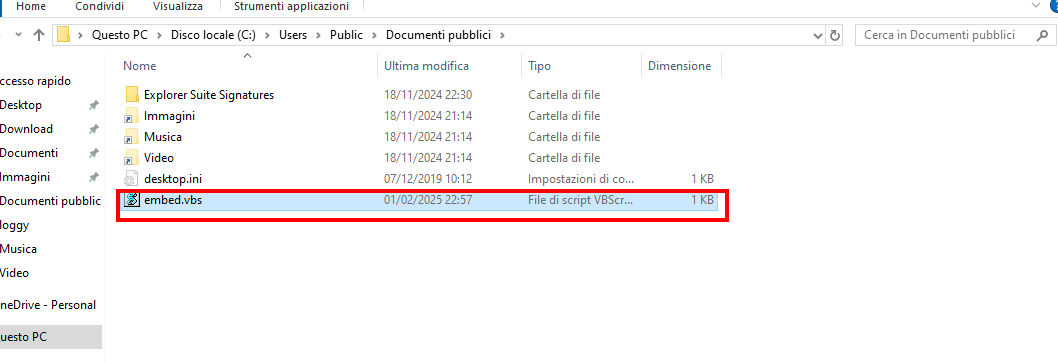 Home Condividi Visualizza Strumenti applicazioni
Questo PC Disco locale (C:) Users Public Documenti pubblici Cerca in Documenti pubblici
Nome Ultima modifica Tipo Dimensione
ccesso rapido
Desktop
Download
Documenti
Immagini
Documenti pubblic
loggy
Musica
Video
neDrive - Personal
uesto PC
Explorer Suite Signatures 18/11/2024 22:30 Cartella di file
Immagini 18/11/2024 21:14 Cartella di file
Musica 18/11/2024 21:14 Cartella di file
Video 18/11/2024 21:14 Cartella di file
desktop.ini 07/12/2019 10:12 Impostazioni di co... 1 KB
embed.vbs 01/02/2025 22:57 File di script VBScr... 1 KB